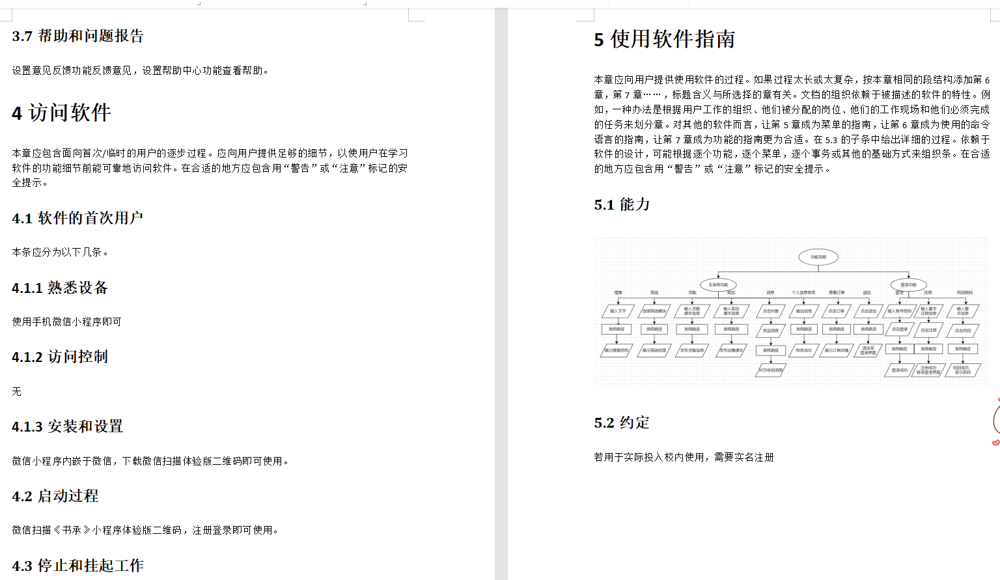 3.7 帮助和问题报告
设置意见反馈功能反馈意见，设置帮助中心功能查看帮助。
4 访问软件
本章应包含面向首次/临时的用户的逐步过程。应向用户提供足够的细节，以使用户在学习
软件的功能细节前能可靠地访问软件。在合适的地方应包含用“警告”或“注意”标记的安
全提示。
4.1 软件的首次用户
本条应分为以下几条。
4.1.1 熟悉设备
使用手机微信小程序即可
4.1.2 访问控制
无
4.1.3 安装和设置
微信小程序内嵌于微信，下载微信扫描体验版二维码即可使用。
4.2 启动过程
微信扫描《书承》小程序体验版二维码，注册登录即可使用。
4.3 停止和挂起工作
5 使用软件指南
本章应向用户提供使用软件的过程。如果过程太长或太复杂，按本章相同的段结构添加第 6
章，第 7 章……，标题含义与所选择的章有关。文档的组织依赖于被描述的软件的特性。例
如，一种办法是根据用户工作的组织、他们被分配的岗位、他们的工作现场和他们必须完成
的任务来划分章。对其他的软件而言，让第 5 章成为菜单的指南，让第 6 章成为使用的命令
语言的指南，让第 7 章成为功能的指南更为合适。在 5.3 的子条中给出详细的过程。依赖于
软件的设计，可能根据逐个功能，逐个菜单，逐个事务或其他的基础方式来组织条。在合适
的地方应包含用“警告”或“注意”标记的安全提示。
5.1 能力
功能流程
主系统功能 登录功能
搜索 筛选 求购 卖出 消息 个人信息修改 查看订单 退出 登录 注册 找回密码
输入文字 选择筛选模块 输入求购 输入卖出 点击对象 输出信息 点击订单 点击退出 输入账号密码 输入要求 输入要
课本信息 课本信息 注册信息 求信息
系统响应 系统响应 系统响应 系统响应 发送消息 系统响应 系统响应 系统响应 点击登录 点击注册 点击找回
展示搜索结构 展示筛选结果 发布求购信息 发布出售课本 系统响应 修改成功 展示订单详情 退出至 系统响应 系统响应 系统响应
登录界面
对方收到消息 登录成功 注册成功 找回成功，
转至登录界面 显示密码
5.2 约定
若用于实际投入校内使用，需要实名注册